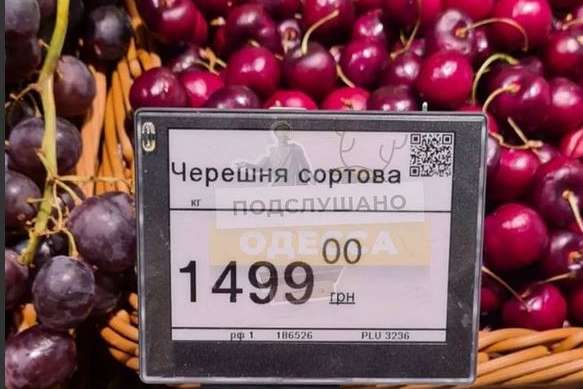 Черешня сортова
кг
ПОДСЛУШАНО
ОДЕССА
1499 00 грн
рф 1 186526 PLU 3236